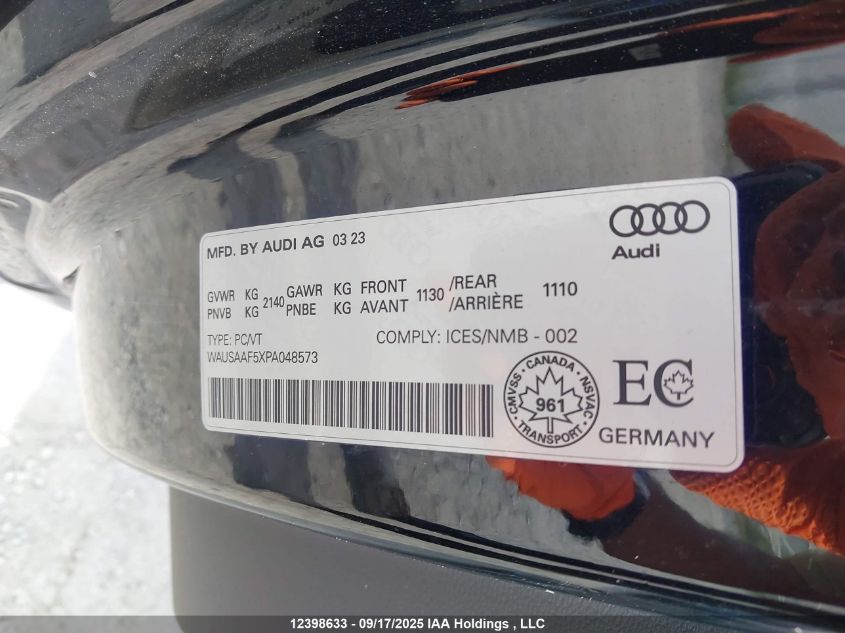 MFD. BY AUDI AG 03 23
Audi
GVWR KG 2140 GAWR KG FRONT 1130 /REAR 1110
PNVB KG PNBE KG AVANT /ARRIÈRE
TYPE: PC/VT COMPLY: ICES/NMB - 002
WAUSAAF5XPA048573
CMVSS · CANADA · NSVAC · TRANSPORT
961
EC
GERMANY
12398633 - 09/17/2025 IAA Holdings , LLC